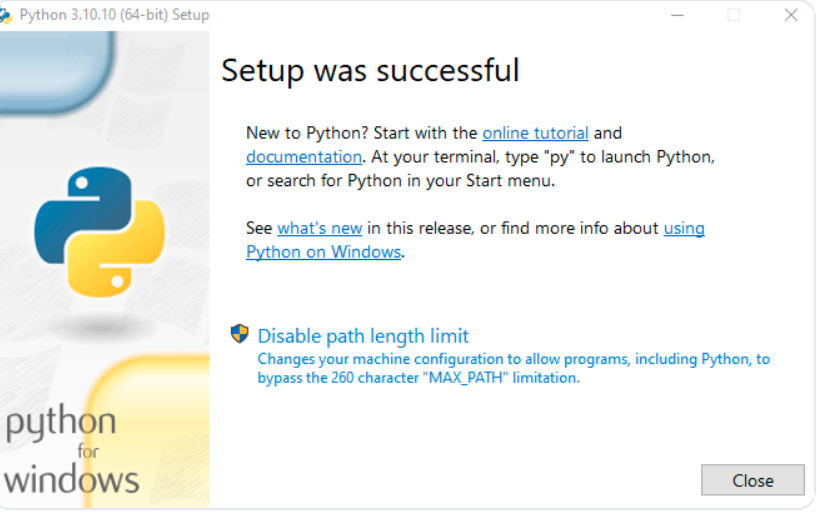 Python 3.10.10 (64-bit) Setup
Setup was successful
New to Python? Start with the online tutorial and
documentation. At your terminal, type "py" to launch Python,
or search for Python in your Start menu.
See what's new in this release, or find more info about using
Python on Windows.
Disable path length limit
Changes your machine configuration to allow programs, including Python, to
bypass the 260 character "MAX_PATH" limitation.
python
for
windows
Close